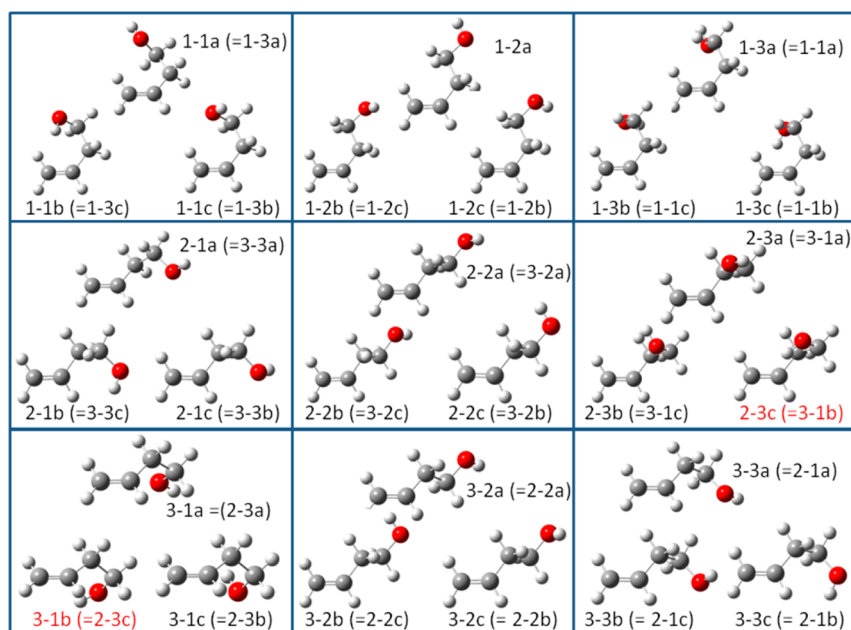 1-1a (=1-3a)
1-1b (=1-3c)
1-1c (=1-3b)
1-2a
1-2b (=1-2c)
1-2c (=1-2b)
1-3a (=1-1a)
1-3b (=1-1c)
1-3c (=1-1b)
2-1a (=3-3a)
2-1b (=3-3c)
2-1c (=3-3b)
2-2a (=3-2a)
2-2b (=3-2c)
2-2c (=3-2b)
2-3a (=3-1a)
2-3b (=3-1c)
2-3c (=3-1b)
3-1a =(2-3a)
3-1b (=2-3c)
3-1c (=2-3b)
3-2a (=2-2a)
3-2b (=2-2c)
3-2c (= 2-2b)
3-3a (=2-1a)
3-3b (= 2-1c)
3-3c (= 2-1b)